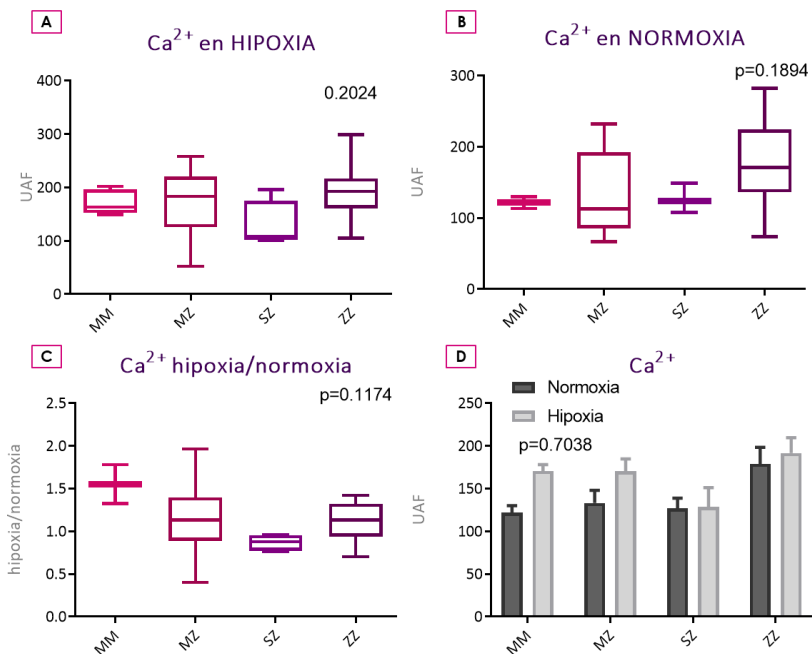 A
Ca²⁺ en HIPOXIA
0.2024
UAF
400
300
200
100
0
MM
MZ
SZ
ZZ
B
Ca²⁺ en NORMOXIA
p=0.1894
UAF
300
200
100
0
MM
MZ
SZ
ZZ
C
Ca²⁺ hipoxia/normoxia
p=0.1174
hipoxia/normoxia
2.5
2.0
1.5
1.0
0.5
0.0
MM
MZ
SZ
ZZ
D
Ca²⁺
Normoxia
Hipoxia
p=0.7038
UAF
250
200
150
100
50
0
MM
MZ
SZ
ZZ